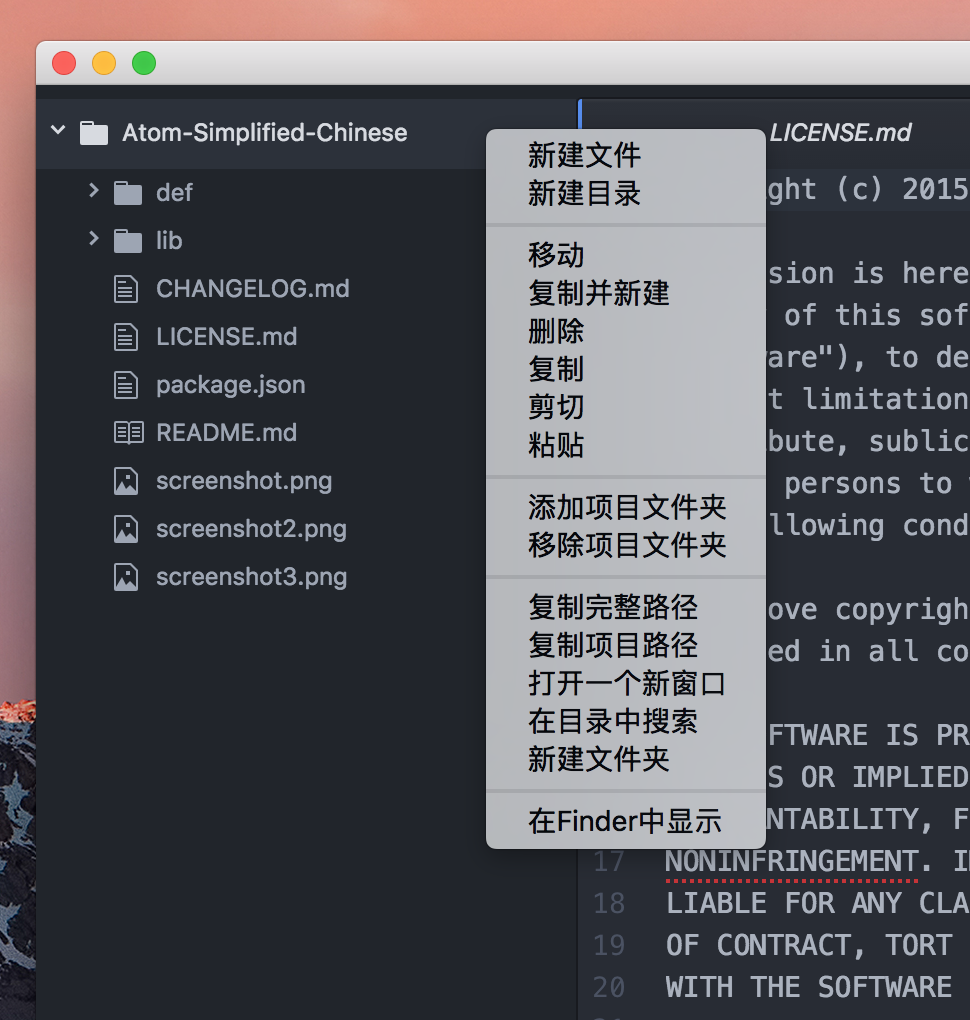 Atom-Simplified-Chinese
def
lib
CHANGELOG.md
LICENSE.md
package.json
README.md
screenshot.png
screenshot2.png
screenshot3.png
新建文件
新建目录
移动
复制并新建
删除
复制
剪切
粘贴
添加项目文件夹
移除项目文件夹
复制完整路径
复制项目路径
打开一个新窗口
在目录中搜索
新建文件夹
在Finder中显示
LICENSE.md
ght (c) 2015
sion is here
of this sof
are"), to de
t limitation
bute, sublic
persons to
llowing cond
ove copyrigh
ed in all co
FTWARE IS PR
S OR IMPLIED
NTABILITY, F
17 NONINFRINGEMENT. I
18 LIABLE FOR ANY CLA
19 OF CONTRACT, TORT
20 WITH THE SOFTWARE